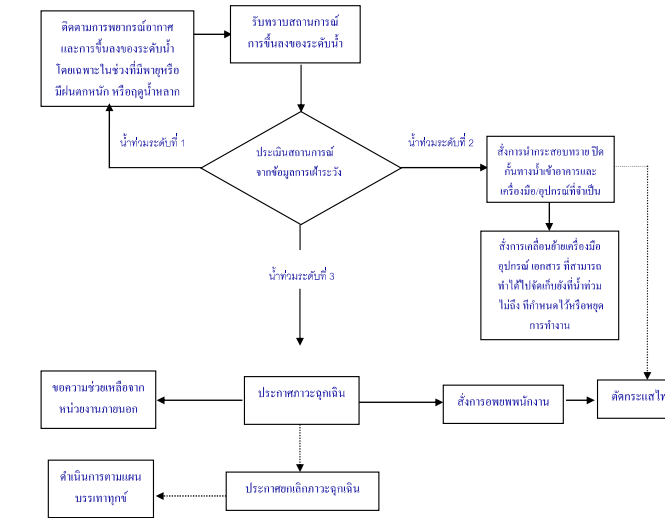 ติดตามการพยากรณ์อากาศ
และการขึ้นลงของระดับน้ำ
โดยเฉพาะในช่วงที่มีพายุหรือ
มีฝนตกหนัก หรือฤดูน้ำหลาก
รับทราบสถานการณ์
การขึ้นลงของระดับน้ำ
น้ำท่วมระดับที่ 1
ประเมินสถานการณ์
จากข้อมูลการเฝ้าระวัง
น้ำท่วมระดับที่ 2
สั่งการนำกระสอบทราย ปิด
กั้นทางน้ำเข้าอาคารและ
เครื่องมือ/อุปกรณ์ที่จำเป็น
สั่งการเคลื่อนย้ายเครื่องมือ
อุปกรณ์ เอกสาร ที่สามารถ
ทำได้ไปจัดเก็บยังที่น้ำท่วม
ไม่ถึง ที่กำหนดไว้หรือหยุด
การทำงาน
น้ำท่วมระดับที่ 3
ขอความช่วยเหลือจาก
หน่วยงานภายนอก
ประกาศภาวะฉุกเฉิน
สั่งการอพยพพนักงาน
ตัดกระแสไฟ
ดำเนินการตามแผน
บรรเทาทุกข์
ประกาศยกเลิกภาวะฉุกเฉิน